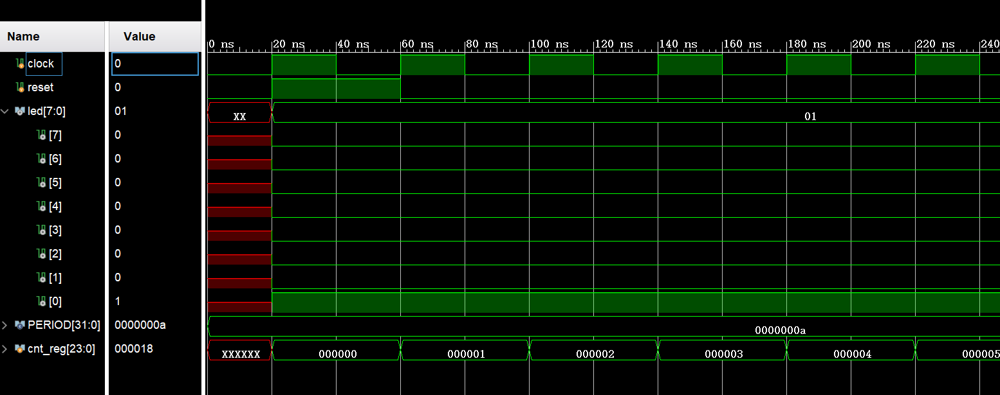 Name Value
0 ns 20 ns 40 ns 60 ns 80 ns 100 ns 120 ns 140 ns 160 ns 180 ns 200 ns 220 ns 240
clock 0
reset 0
led[7:0] 01 XX 01
[7] 0
[6] 0
[5] 0
[4] 0
[3] 0
[2] 0
[1] 0
[0] 1
PERIOD[31:0] 0000000a 0000000a
cnt_reg[23:0] 000018 XXXXXX 000000 000001 000002 000003 000004 000005